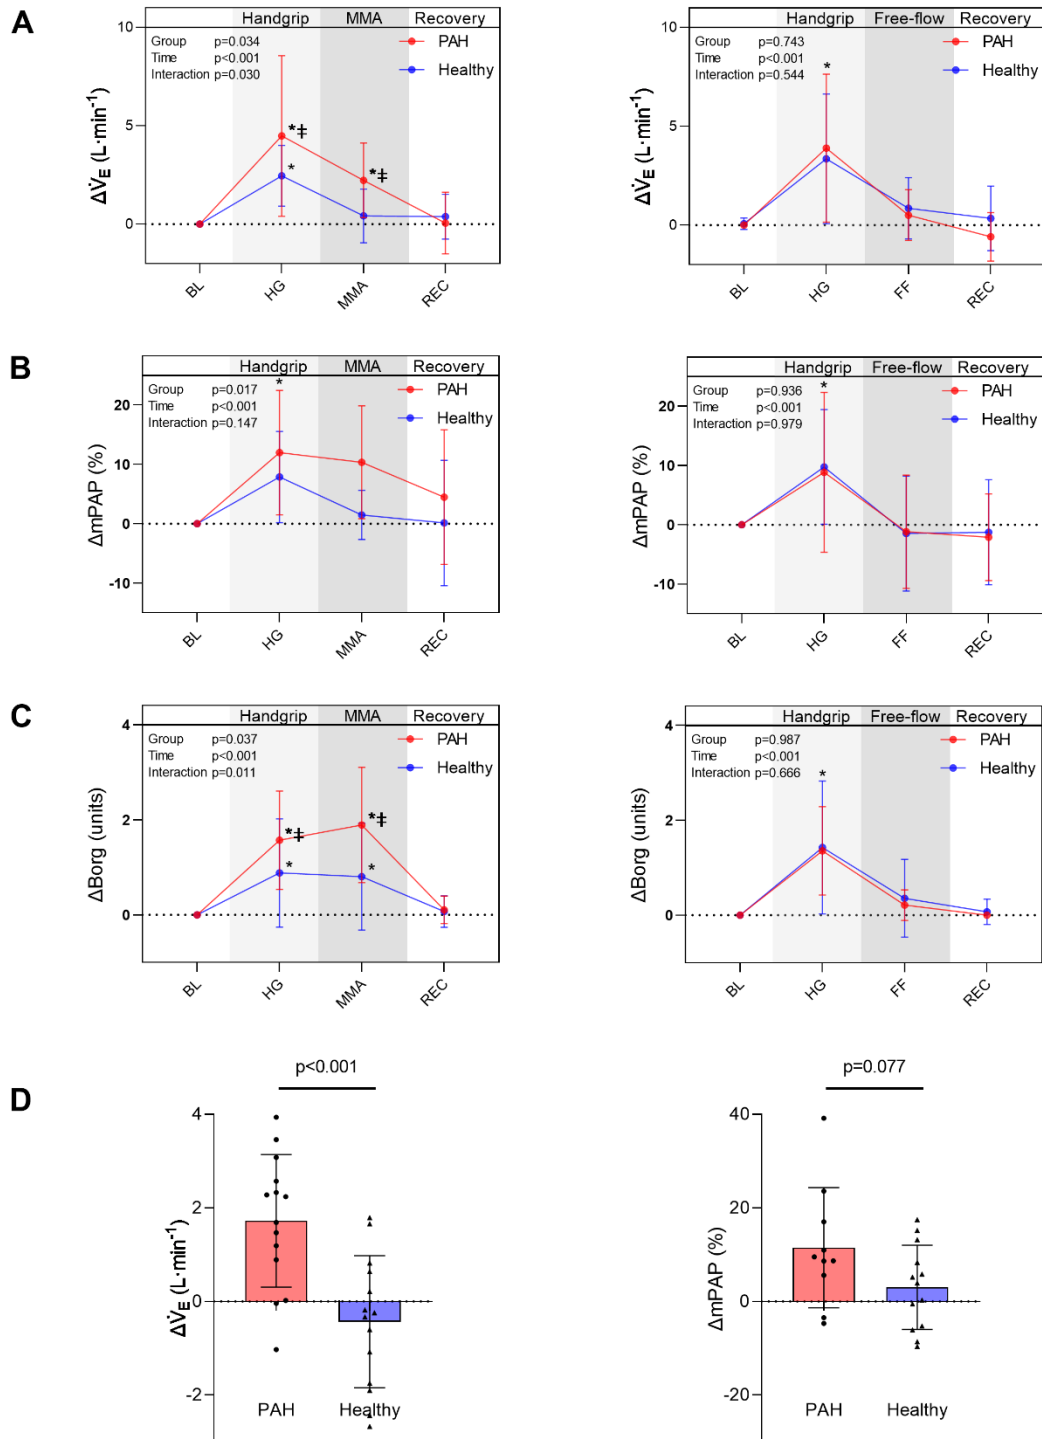 A
Handgrip MMA Recovery
10
Group p=0.034
Time p<0.001
Interaction p=0.030
PAH
Healthy
*‡
*
*‡
5
0
ΔV̇E (L·min⁻¹)
BL HG MMA REC
Handgrip Free-flow Recovery
10
Group p=0.743
Time p<0.001
Interaction p=0.544
PAH
Healthy
*
5
0
ΔV̇E (L·min⁻¹)
BL HG FF REC
B
Handgrip MMA Recovery
Group p=0.017
Time p<0.001
Interaction p=0.147
*
PAH
Healthy
20
10
0
-10
ΔmPAP (%)
BL HG MMA REC
Handgrip Free-flow Recovery
Group p=0.936
Time p<0.001
Interaction p=0.979
*
PAH
Healthy
20
10
0
-10
ΔmPAP (%)
BL HG FF REC
C
Handgrip MMA Recovery
4
Group p=0.037
Time p<0.001
Interaction p=0.011
PAH
Healthy
*‡
*‡
*
*
2
0
ΔBorg (units)
BL HG MMA REC
Handgrip Free-flow Recovery
4
Group p=0.987
Time p<0.001
Interaction p=0.666
PAH
Healthy
*
2
0
ΔBorg (units)
BL HG FF REC
D
p<0.001
4
2
0
-2
ΔV̇E (L·min⁻¹)
PAH Healthy
p=0.077
40
20
0
-20
ΔmPAP (%)
PAH Healthy